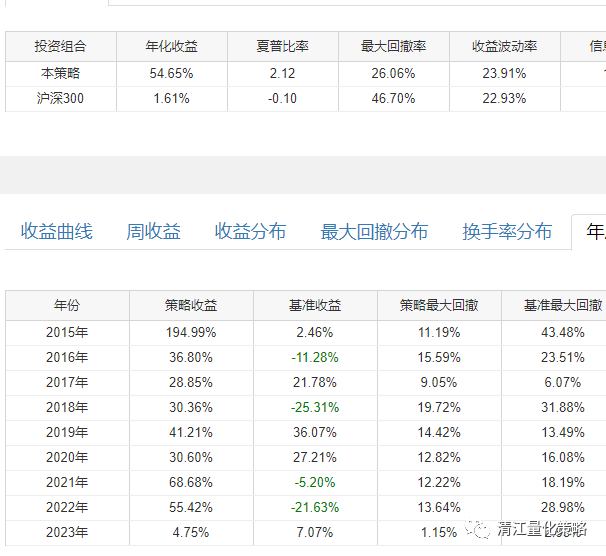 投资组合 年化收益 夏普比率 最大回撤率 收益波动率
本策略 54.65% 2.12 26.06% 23.91%
沪深300 1.61% -0.10 46.70% 22.93%
收益曲线 周收益 收益分布 最大回撤分布 换手率分布 年
年份 策略收益 基准收益 策略最大回撤 基准最大回撤
2015年 194.99% 2.46% 11.19% 43.48%
2016年 36.80% -11.28% 15.59% 23.51%
2017年 28.85% 21.78% 9.05% 6.07%
2018年 30.36% -25.31% 19.72% 31.88%
2019年 41.21% 36.07% 14.42% 13.49%
2020年 30.60% 27.21% 12.82% 16.08%
2021年 68.68% -5.20% 12.22% 18.19%
2022年 55.42% -21.63% 13.64% 28.98%
2023年 4.75% 7.07% 1.15%
清江量化策略